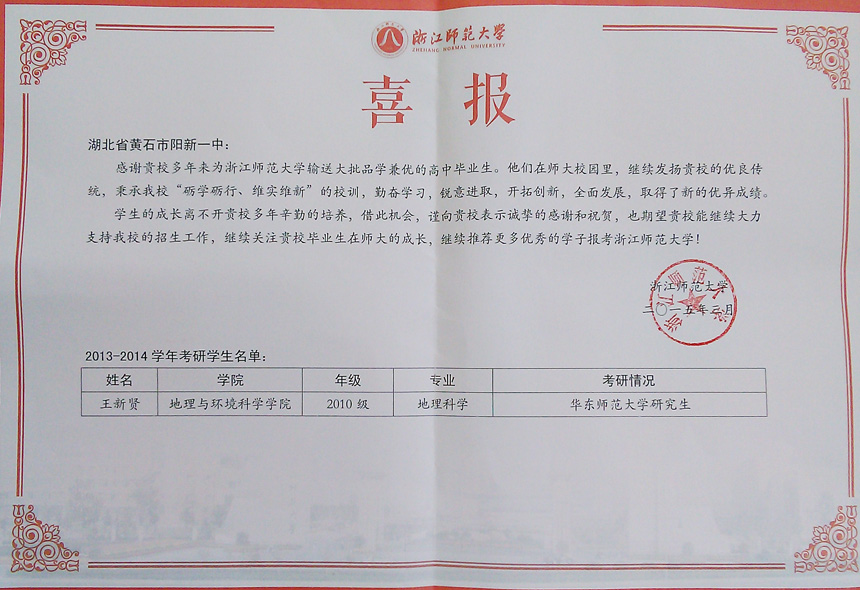 浙江师范大学
ZHEJIANG NORMAL UNIVERSITY
喜报
湖北省黄石市阳新一中：
感谢贵校多年来为浙江师范大学输送大批品学兼优的高中毕业生。他们在师大校园里，继续发扬贵校的优良传
统，秉承我校“砺学砺行、维实维新”的校训，勤奋学习，锐意进取，开拓创新，全面发展，取得了新的优异成绩。
学生的成长离不开贵校多年辛勤的培养，借此机会，谨向贵校表示诚挚的感谢和祝贺，也期望贵校能继续大力
支持我校的招生工作，继续关注贵校毕业生在师大的成长，继续推荐更多优秀的学子报考浙江师范大学！
浙江师范大学
二〇一五年三月
浙江师范大学
2013-2014 学年考研学生名单：
姓名 学院 年级 专业 考研情况
王新贤 地理与环境科学学院 2010 级 地理科学 华东师范大学研究生